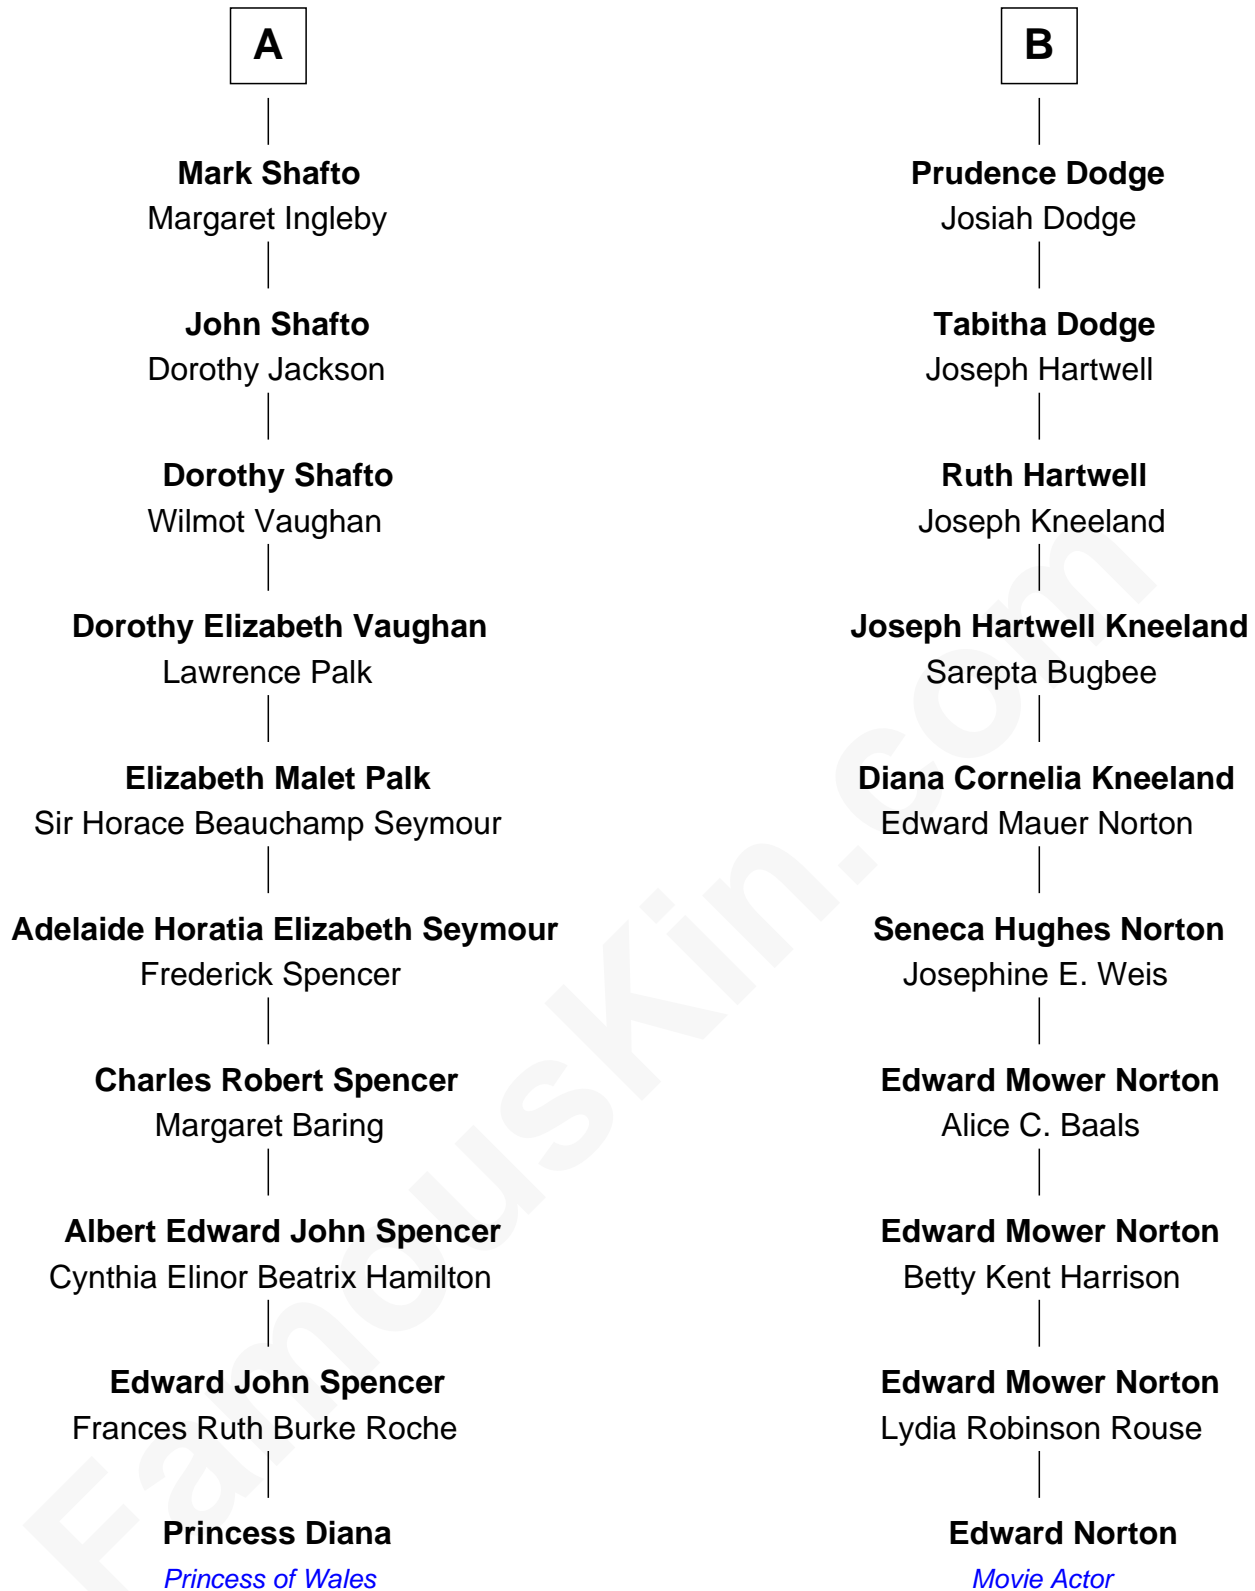 A
Mark Shafto
Margaret Ingleby
John Shafto
Dorothy Jackson
Dorothy Shafto
Wilmot Vaughan
Dorothy Elizabeth Vaughan
Lawrence Palk
Elizabeth Malet Palk
Sir Horace Beauchamp Seymour
Adelaide Horatia Elizabeth Seymour
Frederick Spencer
Charles Robert Spencer
Margaret Baring
Albert Edward John Spencer
Cynthia Elinor Beatrix Hamilton
Edward John Spencer
Frances Ruth Burke Roche
Princess Diana
Princess of Wales
B
Prudence Dodge
Josiah Dodge
Tabitha Dodge
Joseph Hartwell
Ruth Hartwell
Joseph Kneeland
Joseph Hartwell Kneeland
Sarepta Bugbee
Diana Cornelia Kneeland
Edward Mauer Norton
Seneca Hughes Norton
Josephine E. Weis
Edward Mower Norton
Alice C. Baals
Edward Mower Norton
Betty Kent Harrison
Edward Mower Norton
Lydia Robinson Rouse
Edward Norton
Movie Actor
FamousKin.com